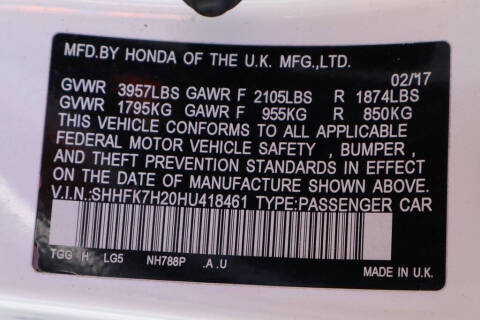 MFD.BY HONDA OF THE U.K. MFG.,LTD.
02/'17
GVWR 3957LBS GAWR F 2105LBS R 1874LBS
GVWR 1795KG GAWR F 955KG R 850KG
THIS VEHICLE CONFORMS TO ALL APPLICABLE
FEDERAL MOTOR VEHICLE SAFETY , BUMPER ,
AND THEFT PREVENTION STANDARDS IN EFFECT
ON THE DATE OF MANUFACTURE SHOWN ABOVE.
V.I.N.:SHHFK7H20HU418461 TYPE:PASSENGER CAR
TGG H LG5 NH788P .A .U MADE IN U.K.